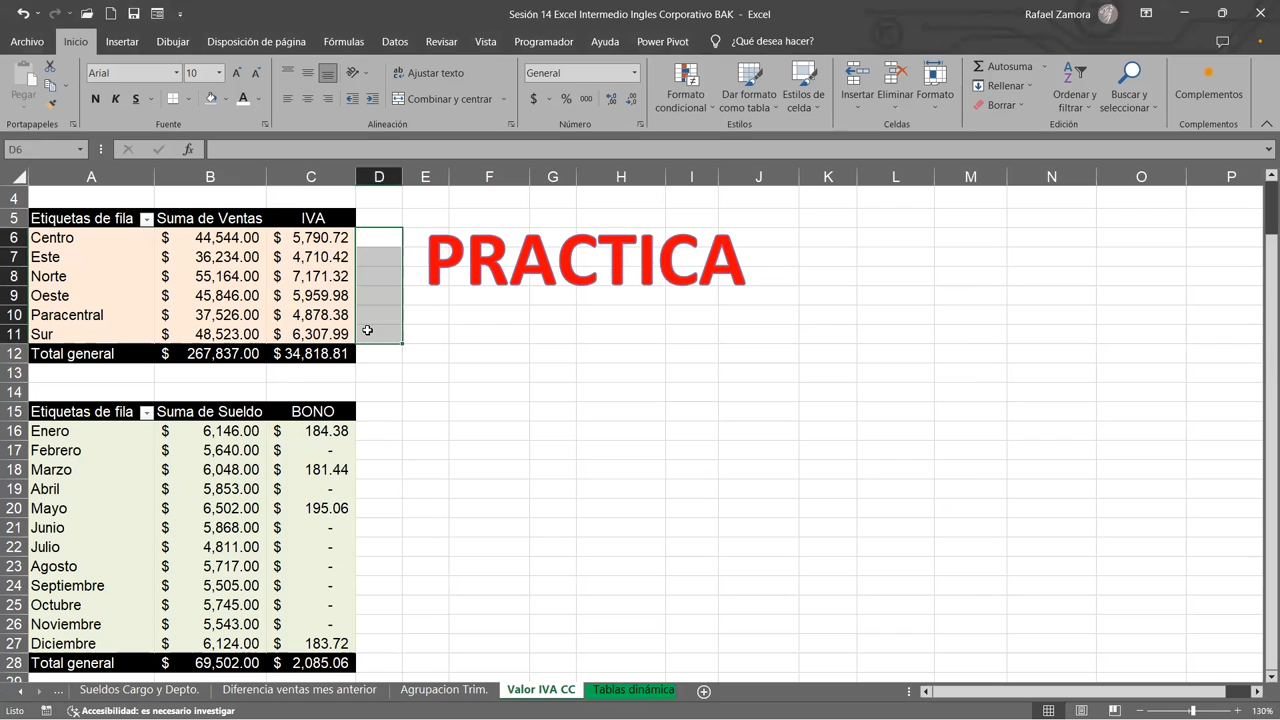 Sesión 14 Excel Intermedio Ingles Corporativo BAK - Excel
Rafael Zamora
Archivo Inicio Insertar Dibujar Disposición de página Fórmulas Datos Revisar Vista Programador Ayuda Power Pivot ¿Qué desea hacer?
Pegar
Arial 10
N K S
Ajustar texto
Combinar y centrar
General
$ % 000
Formato condicional
Dar formato como tabla
Estilos de celda
Insertar Eliminar Formato
Autosuma
Rellenar
Borrar
Ordenar y filtrar
Buscar y seleccionar
Complementos
Portapapeles Fuente Alineación Número Estilos Celdas Edición Complementos
D6 fx
A B C D E F G H I J K L M N O P
4
5 Etiquetas de fila Suma de Ventas IVA
6 Centro $ 44,544.00 $ 5,790.72
7 Este $ 36,234.00 $ 4,710.42
8 Norte $ 55,164.00 $ 7,171.32
9 Oeste $ 45,846.00 $ 5,959.98
10 Paracentral $ 37,526.00 $ 4,878.38
11 Sur $ 48,523.00 $ 6,307.99
12 Total general $ 267,837.00 $ 34,818.81
PRACTICA
13
14
15 Etiquetas de fila Suma de Sueldo BONO
16 Enero $ 6,146.00 $ 184.38
17 Febrero $ 5,640.00 $ -
18 Marzo $ 6,048.00 $ 181.44
19 Abril $ 5,853.00 $ -
20 Mayo $ 6,502.00 $ 195.06
21 Junio $ 5,868.00 $ -
22 Julio $ 4,811.00 $ -
23 Agosto $ 5,717.00 $ -
24 Septiembre $ 5,505.00 $ -
25 Octubre $ 5,745.00 $ -
26 Noviembre $ 5,543.00 $ -
27 Diciembre $ 6,124.00 $ 183.72
28 Total general $ 69,502.00 $ 2,085.06
... Sueldos Cargo y Depto. Diferencia ventas mes anterior Agrupacion Trim. Valor IVA CC Tablas dinámica
Listo Accesibilidad: es necesario investigar 130%